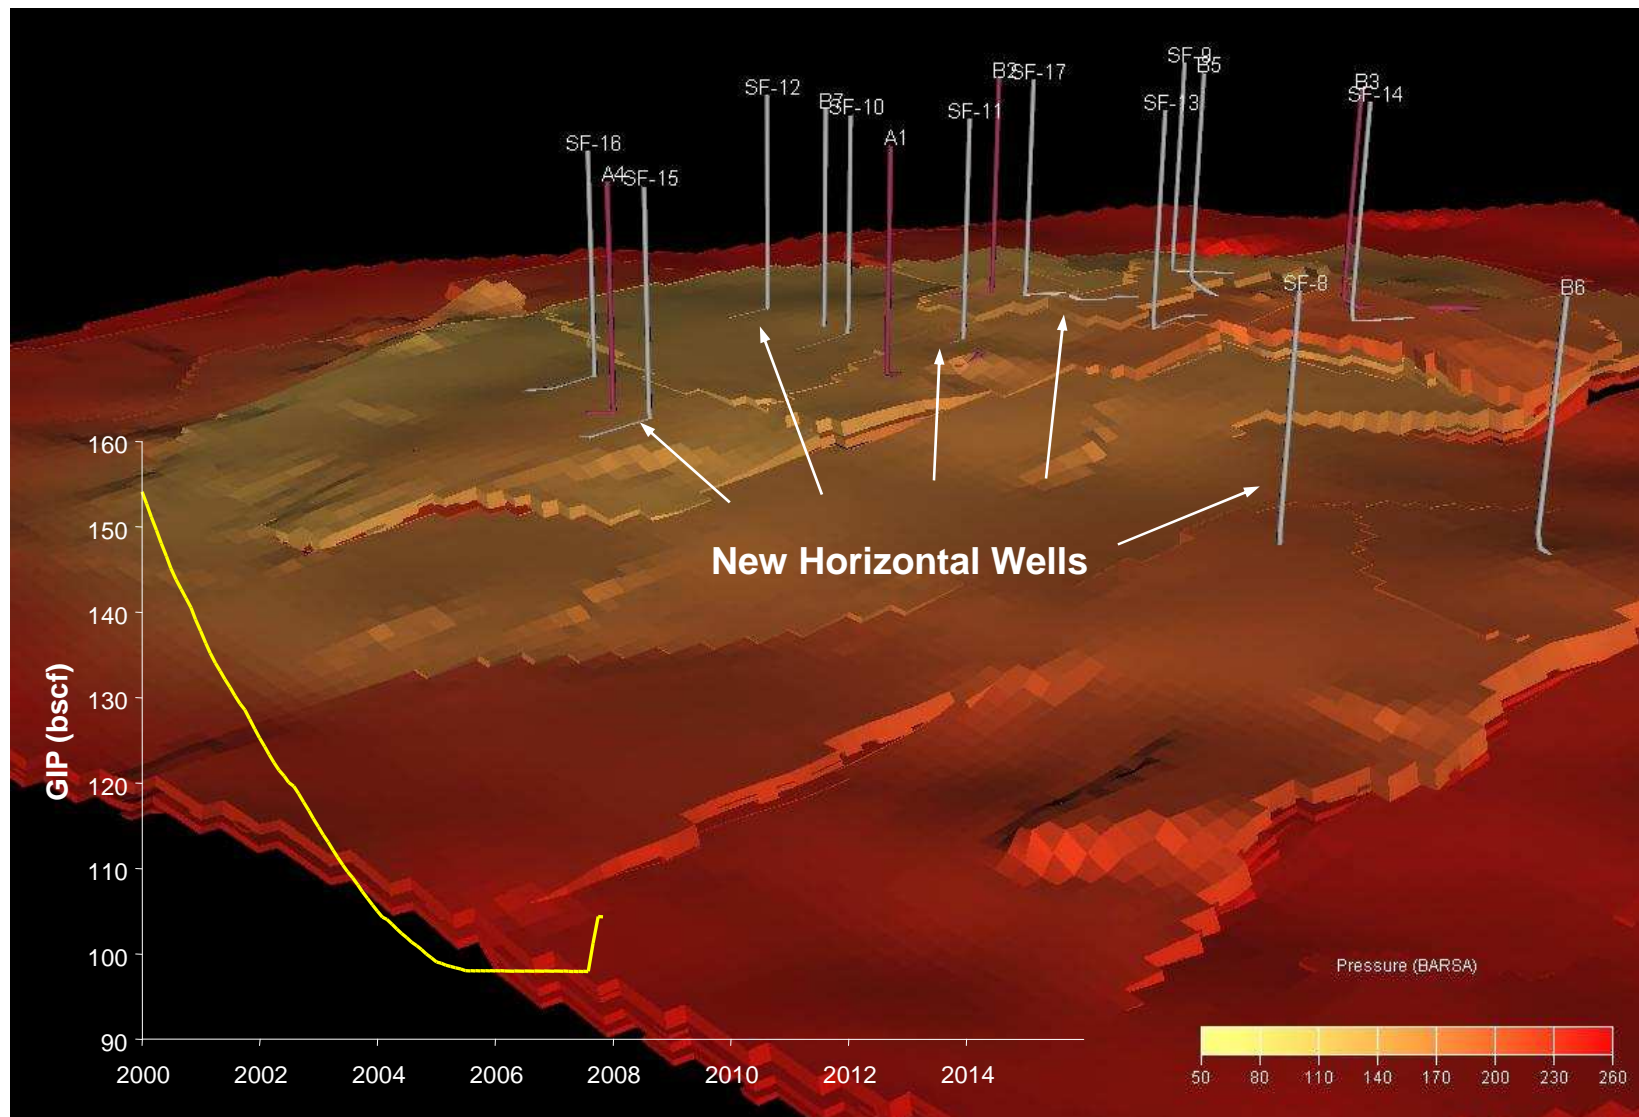 SF-9
B5
B2
SF-17
SF-12
B3
SF-14
B7
SF-10
SF-11
SF-13
A1
SF-16
A4
SF-15
SF-8
B6
New Horizontal Wells
GIP (bscf)
160
150
140
130
120
110
100
90
2000 2002 2004 2006 2008 2010 2012 2014
Pressure (BARSA)
50 80 110 140 170 200 230 260